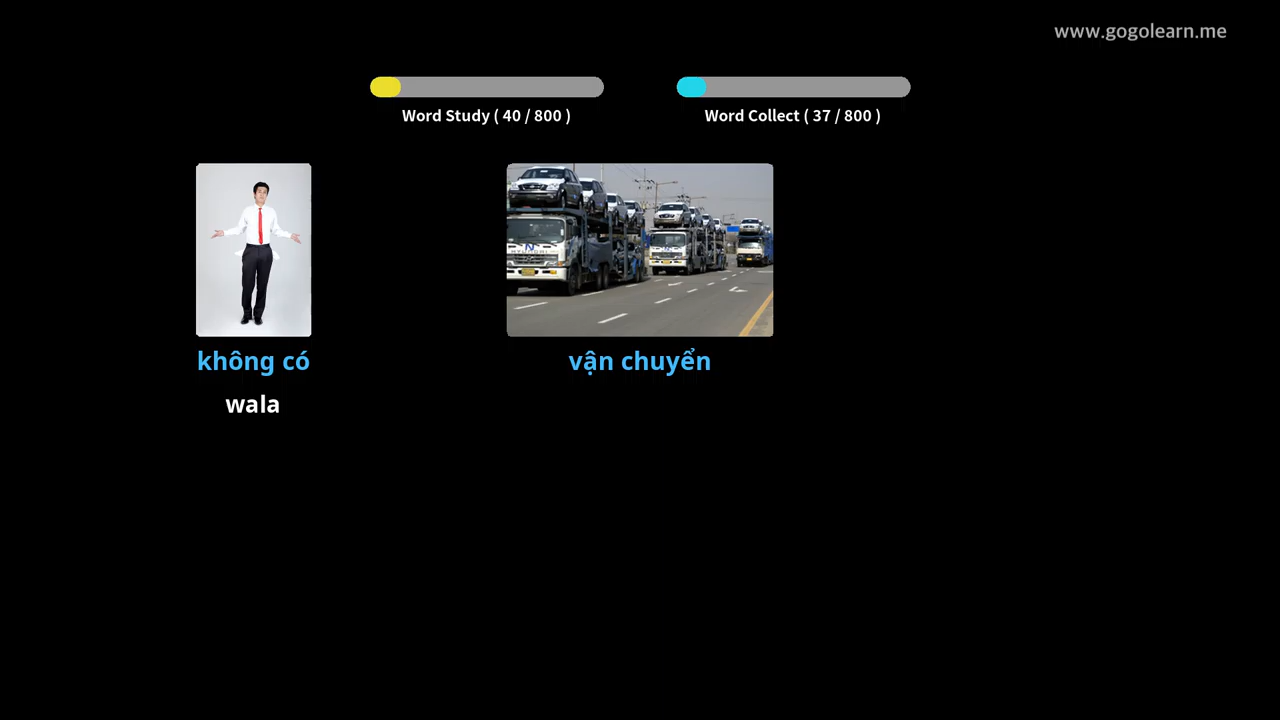 www.gogolearn.me
Word Study ( 40 / 800 )
Word Collect ( 37 / 800 )
không có
vận chuyển
wala